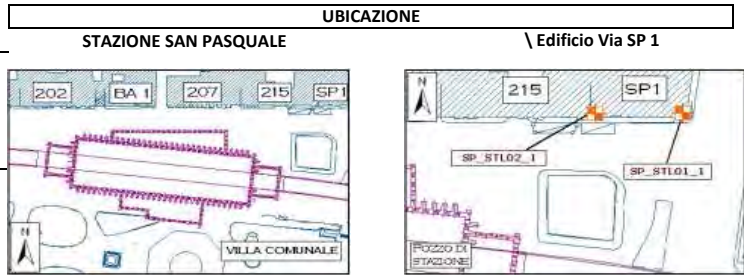 UBICAZIONE
STAZIONE SAN PASQUALE
\ Edificio Via SP 1
202
BA 1
207
215
SP1
N
VILLA COMUNALE
N
215
SP1
SP_STL02_1
SP_STL01_1
POZZO DI
STAZIONE